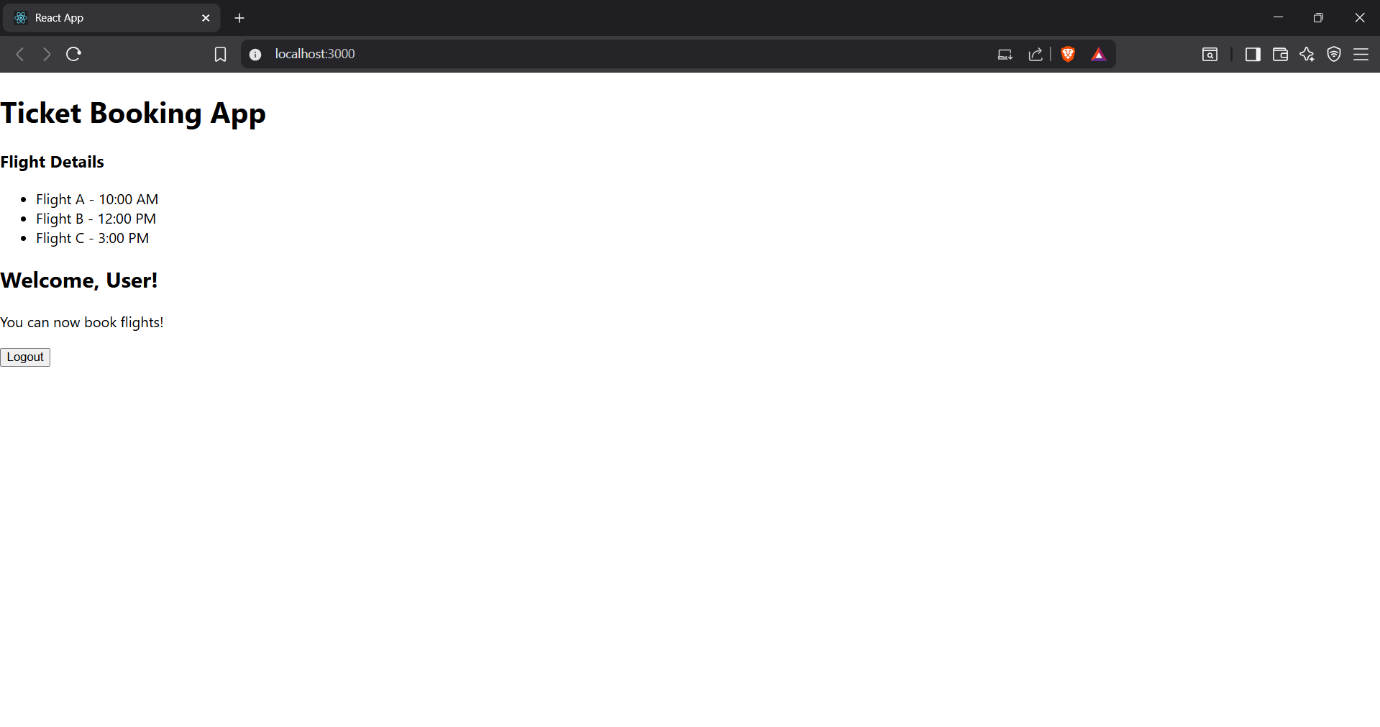 React App
localhost:3000
Ticket Booking App
Flight Details
Flight A - 10:00 AM
Flight B - 12:00 PM
Flight C - 3:00 PM
Welcome, User!
You can now book flights!
Logout